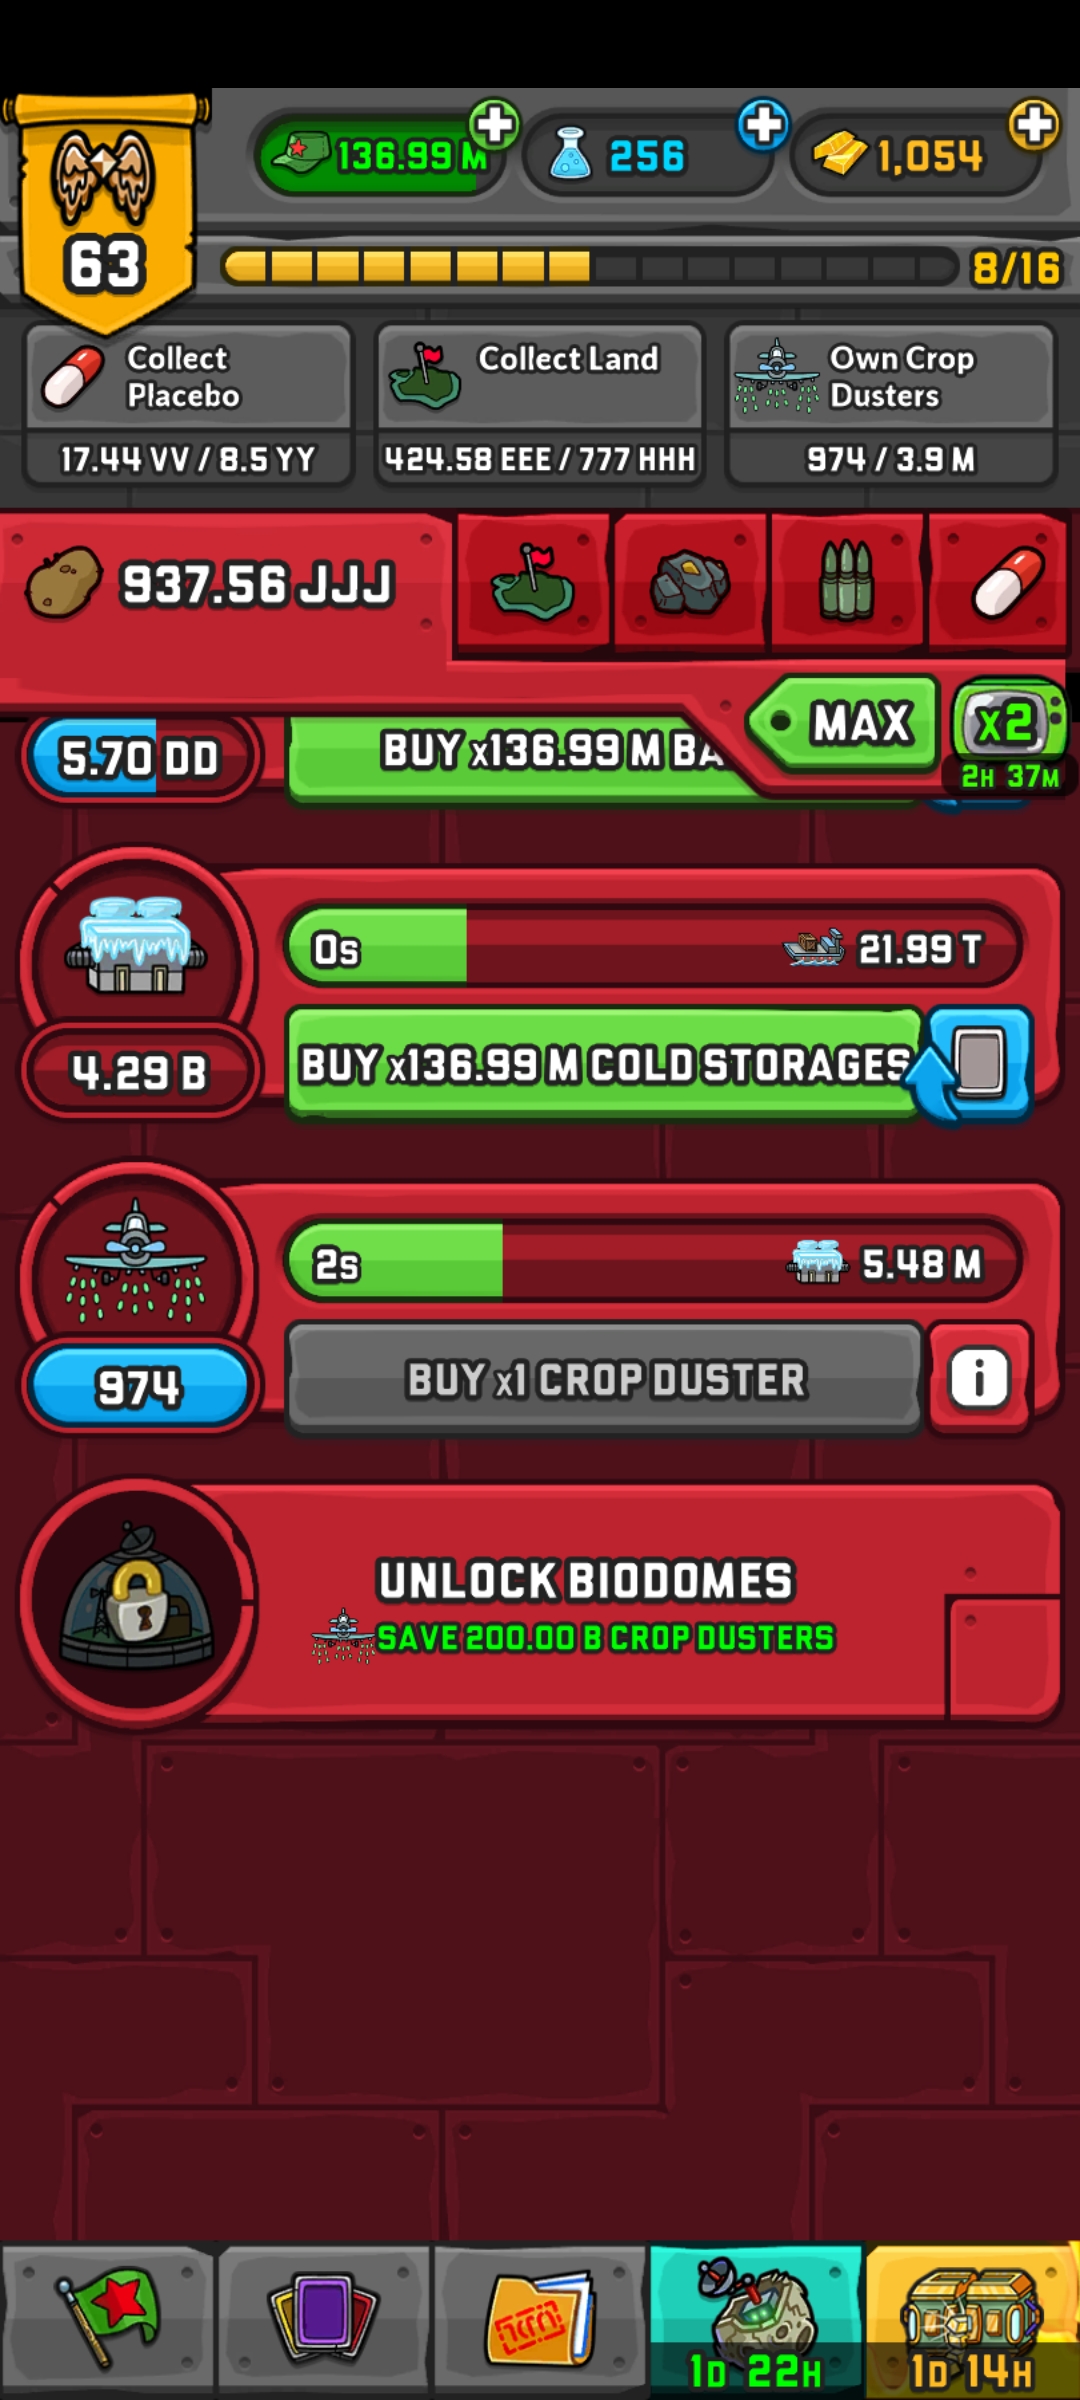 136.99 M
256
1,054
63
8/16
Collect
Placebo
17.44 VV / 8.5 YY
Collect Land
424.58 EEE / 777 HHH
Own Crop
Dusters
974 / 3.9 M
937.56 JJJ
MAX
x2
2H 37M
5.70 DD
BUY x136.99 M BA
0s
21.99 T
4.29 B
BUY x136.99 M COLD STORAGES
2s
5.48 M
974
BUY x1 CROP DUSTER
i
UNLOCK BIODOMES
SAVE 200.00 B CROP DUSTERS
1D 22H
1D 14H